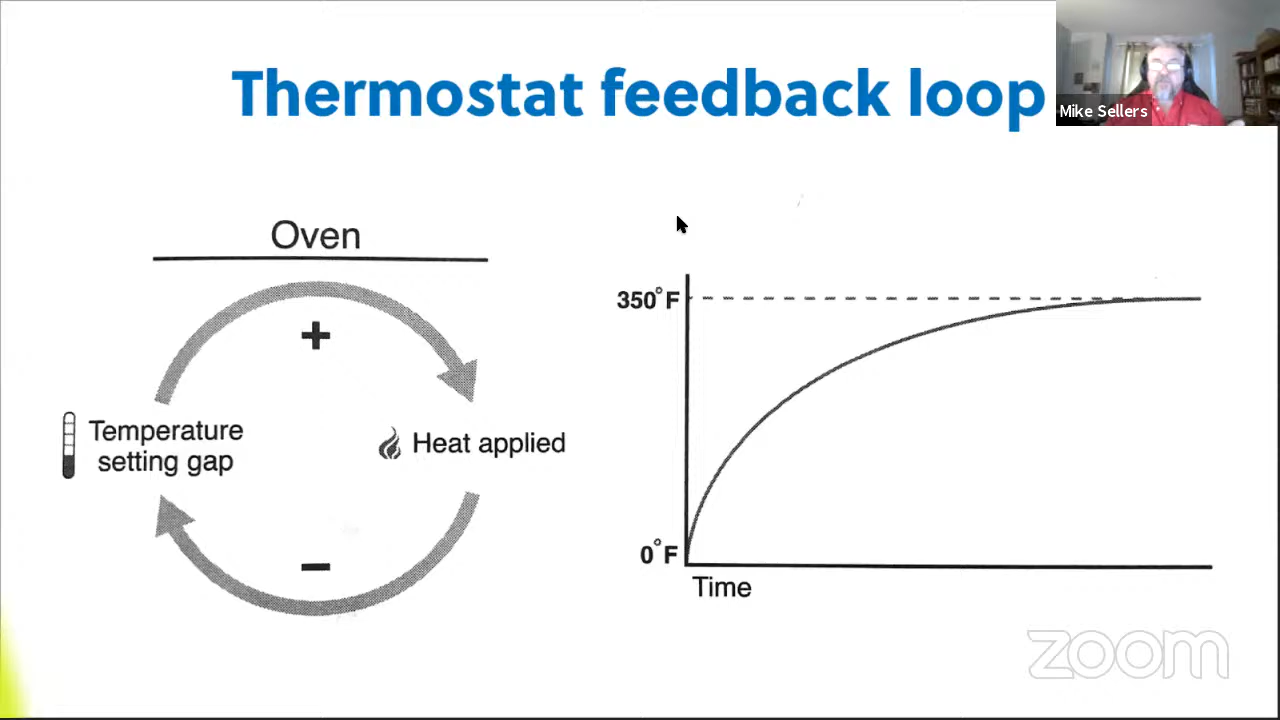 Thermostat feedback loop
Mike Sellers
Oven
+
Temperature
setting gap
Heat applied
−
350°F
0°F
Time
zoom